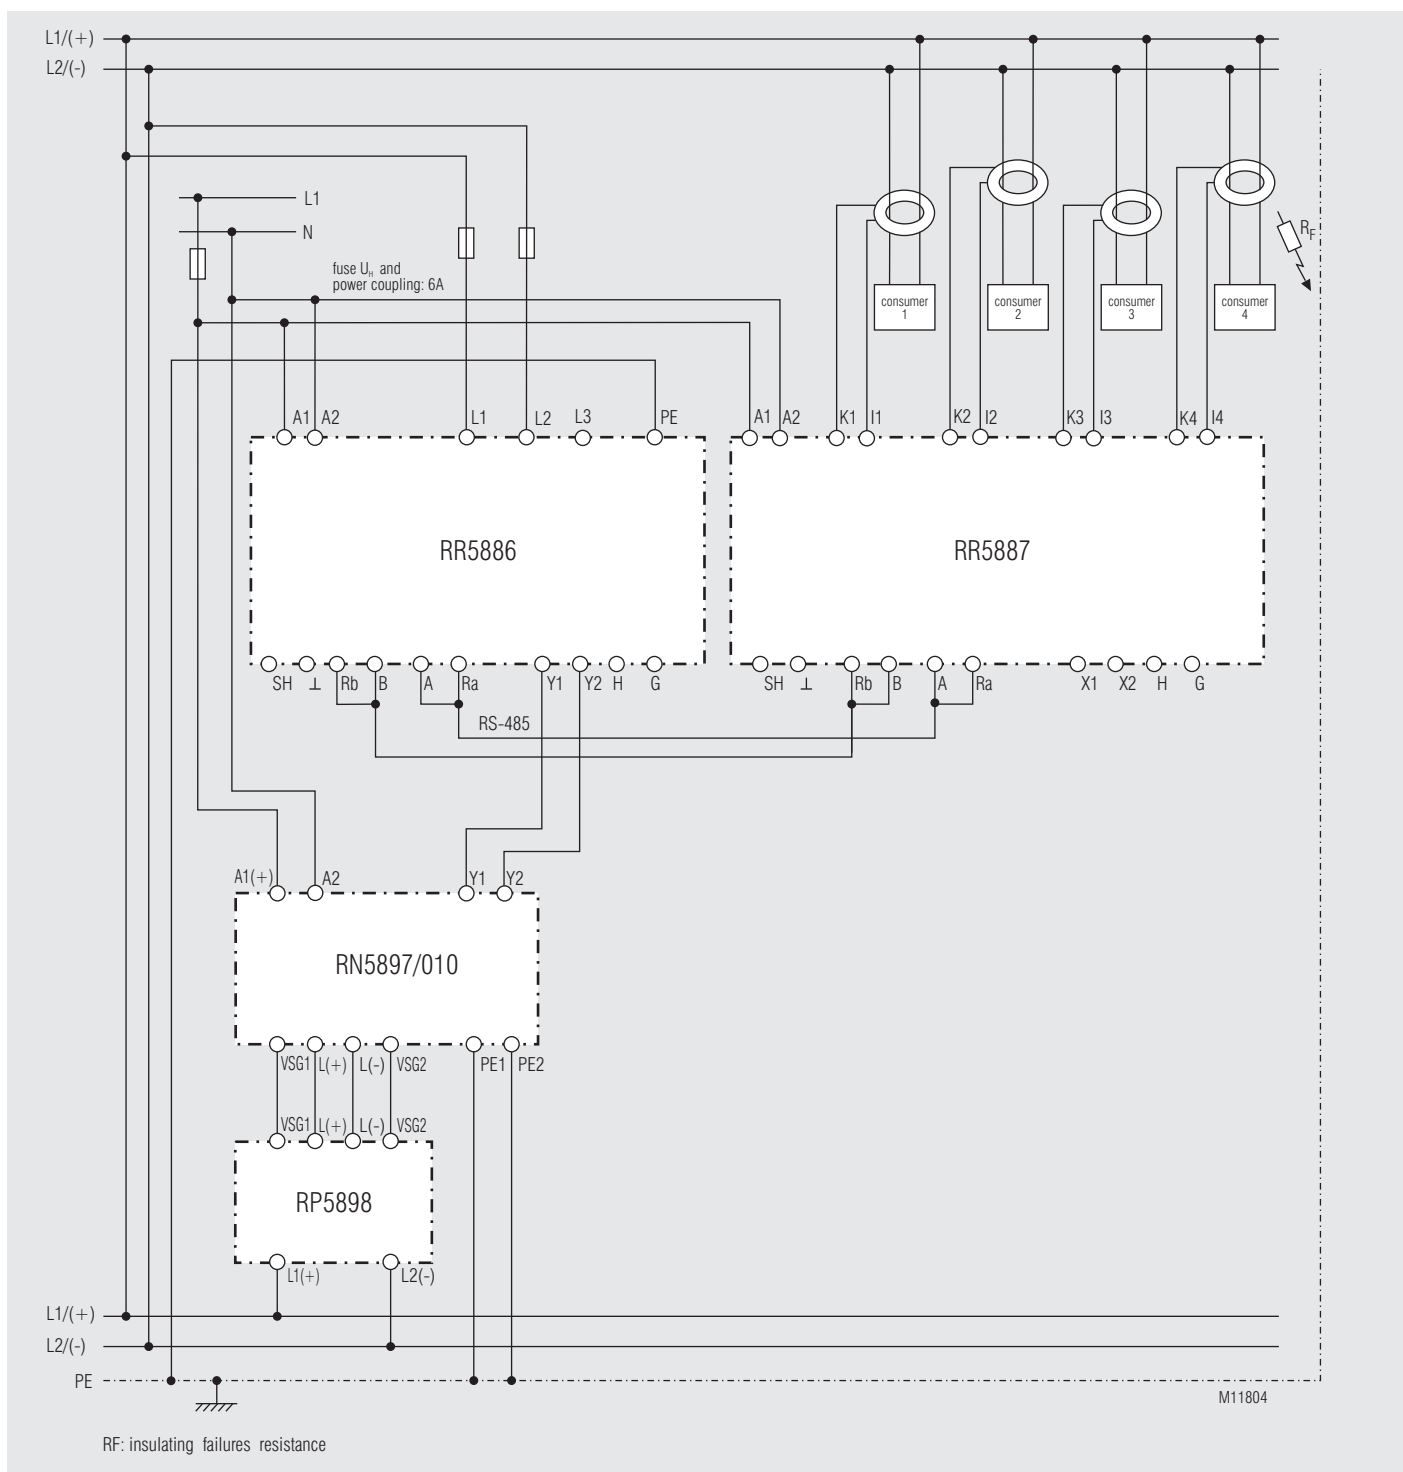 L1/(+)
L2/(-)
L1
N
fuse UH and
power coupling: 6A
RF
consumer
1
consumer
2
consumer
3
consumer
4
A1 A2 L1 L2 L3 PE A1 A2 K1 I1 K2 I2 K3 I3 K4 I4
RR5886
RR5887
SH ⊥ Rb B A Ra Y1 Y2 H G
SH ⊥ Rb B A Ra X1 X2 H G
RS-485
A1(+) A2 Y1 Y2
RN5897/010
VSG1 L(+) L(-) VSG2 PE1 PE2
VSG1 L(+) L(-) VSG2
RP5898
L1(+) L2(-)
L1/(+)
L2/(-)
PE
M11804
RF: insulating failures resistance